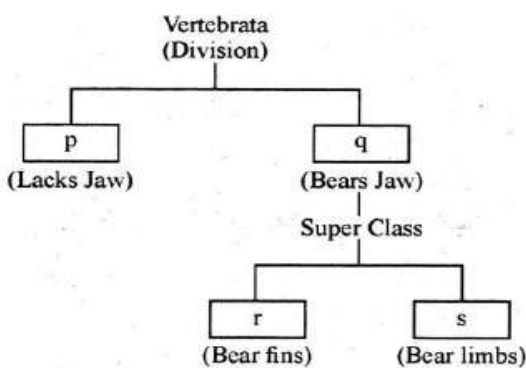 Vertebrata
(Division)
p
q
(Lacks Jaw)
(Bears Jaw)
Super Class
r
s
(Bear fins)
(Bear limbs)